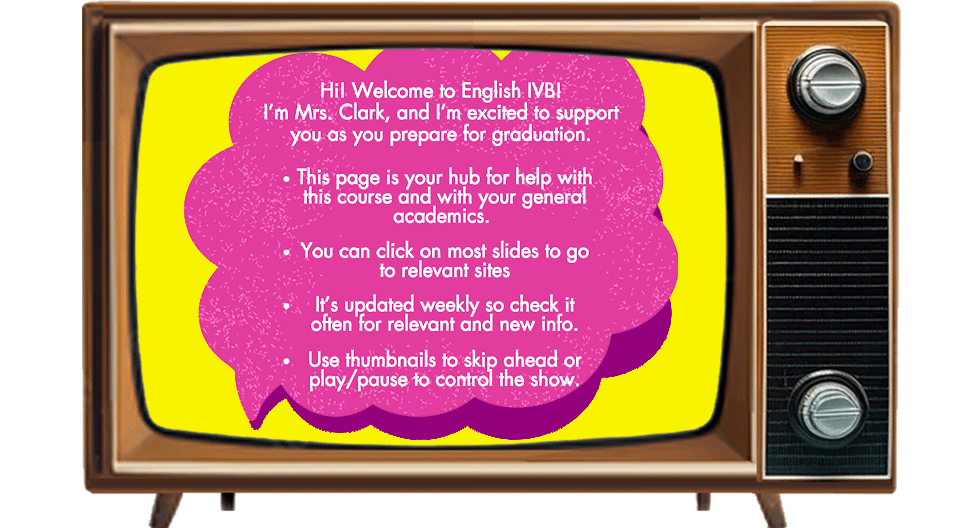 Hi! Welcome to English IVB!
I'm Mrs. Clark, and I'm excited to support
you as you prepare for graduation.
• This page is your hub for help with
this course and with your general
academics.
• You can click on most slides to go
to relevant sites
• It's updated weekly so check it
often for relevant and new info.
• Use thumbnails to skip ahead or
play/pause to control the show.